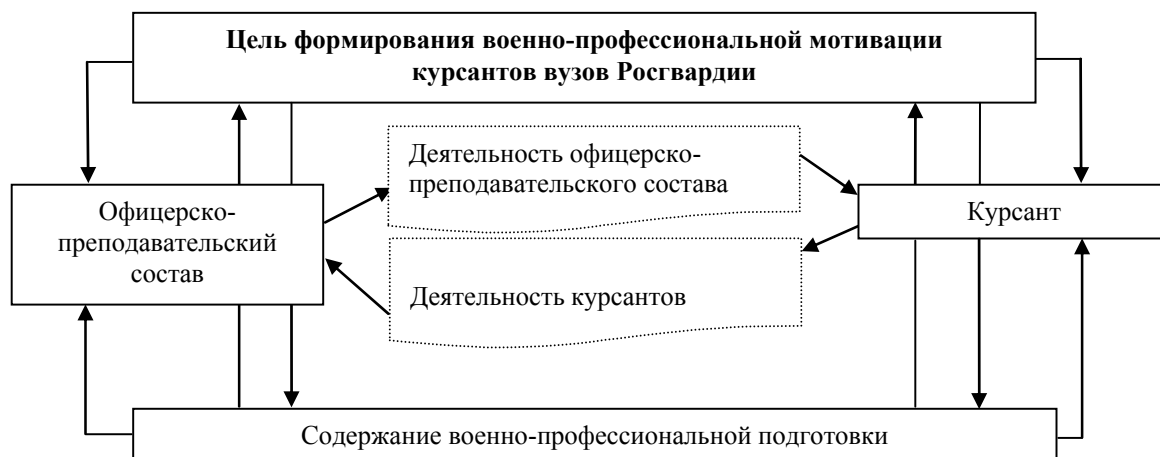 Цель формирования военно-профессиональной мотивации
курсантов вузов Росгвардии
Деятельность офицерско-
преподавательского состава
Офицерско-
преподавательский
состав
Курсант
Деятельность курсантов
Содержание военно-профессиональной подготовки